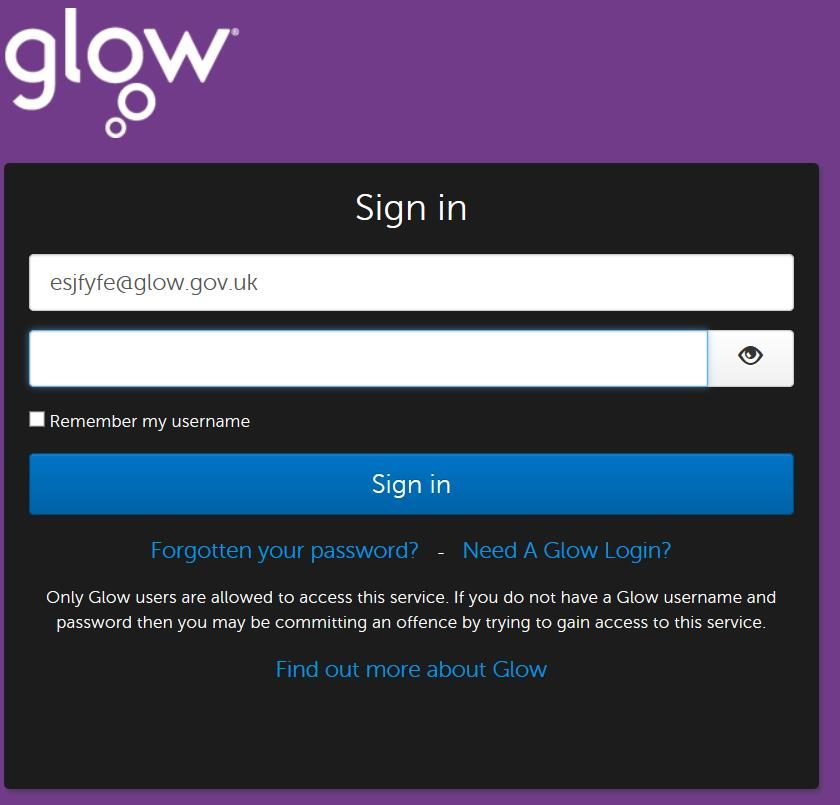 glow®
Sign in
esjfyfe@glow.gov.uk
Remember my username
Sign in
Forgotten your password? - Need A Glow Login?
Only Glow users are allowed to access this service. If you do not have a Glow username and
password then you may be committing an offence by trying to gain access to this service.
Find out more about Glow